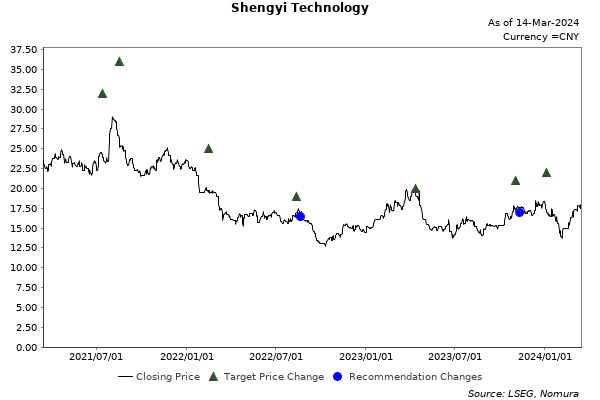 Shengyi Technology
As of 14-Mar-2024
Currency =CNY
37.50
35.00
32.50
30.00
27.50
25.00
22.50
20.00
17.50
15.00
12.50
10.00
7.50
5.00
2.50
0.00
2021/07/01 2022/01/01 2022/07/01 2023/01/01 2023/07/01 2024/01/01
Closing Price Target Price Change Recommendation Changes
Source: LSEG, Nomura